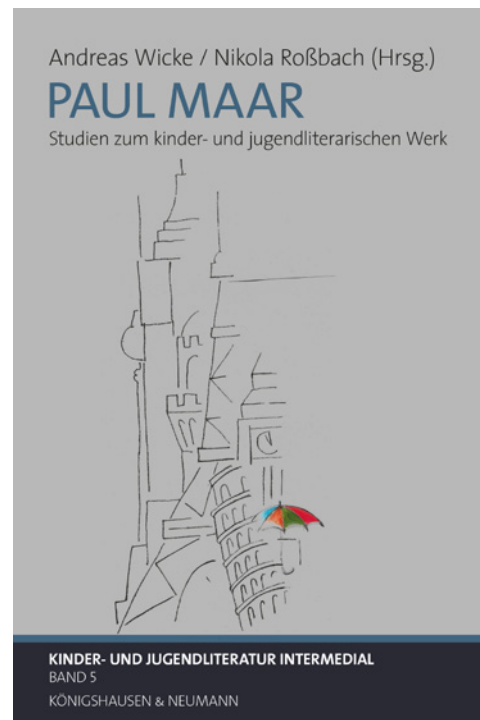 Andreas Wicke / Nikola Roßbach (Hrsg.)
PAUL MAAR
Studien zum kinder- und jugendliterarischen Werk
KINDER- UND JUGENDLITERATUR INTERMEDIAL
BAND 5
KÖNIGSHAUSEN & NEUMANN